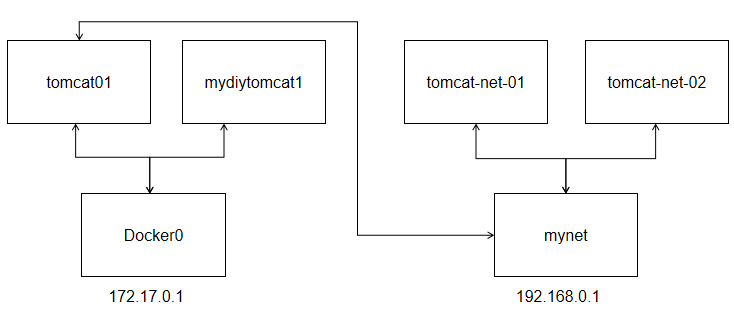 tomcat01
mydiytomcat1
tomcat-net-01
tomcat-net-02
Docker0
mynet
172.17.0.1
192.168.0.1